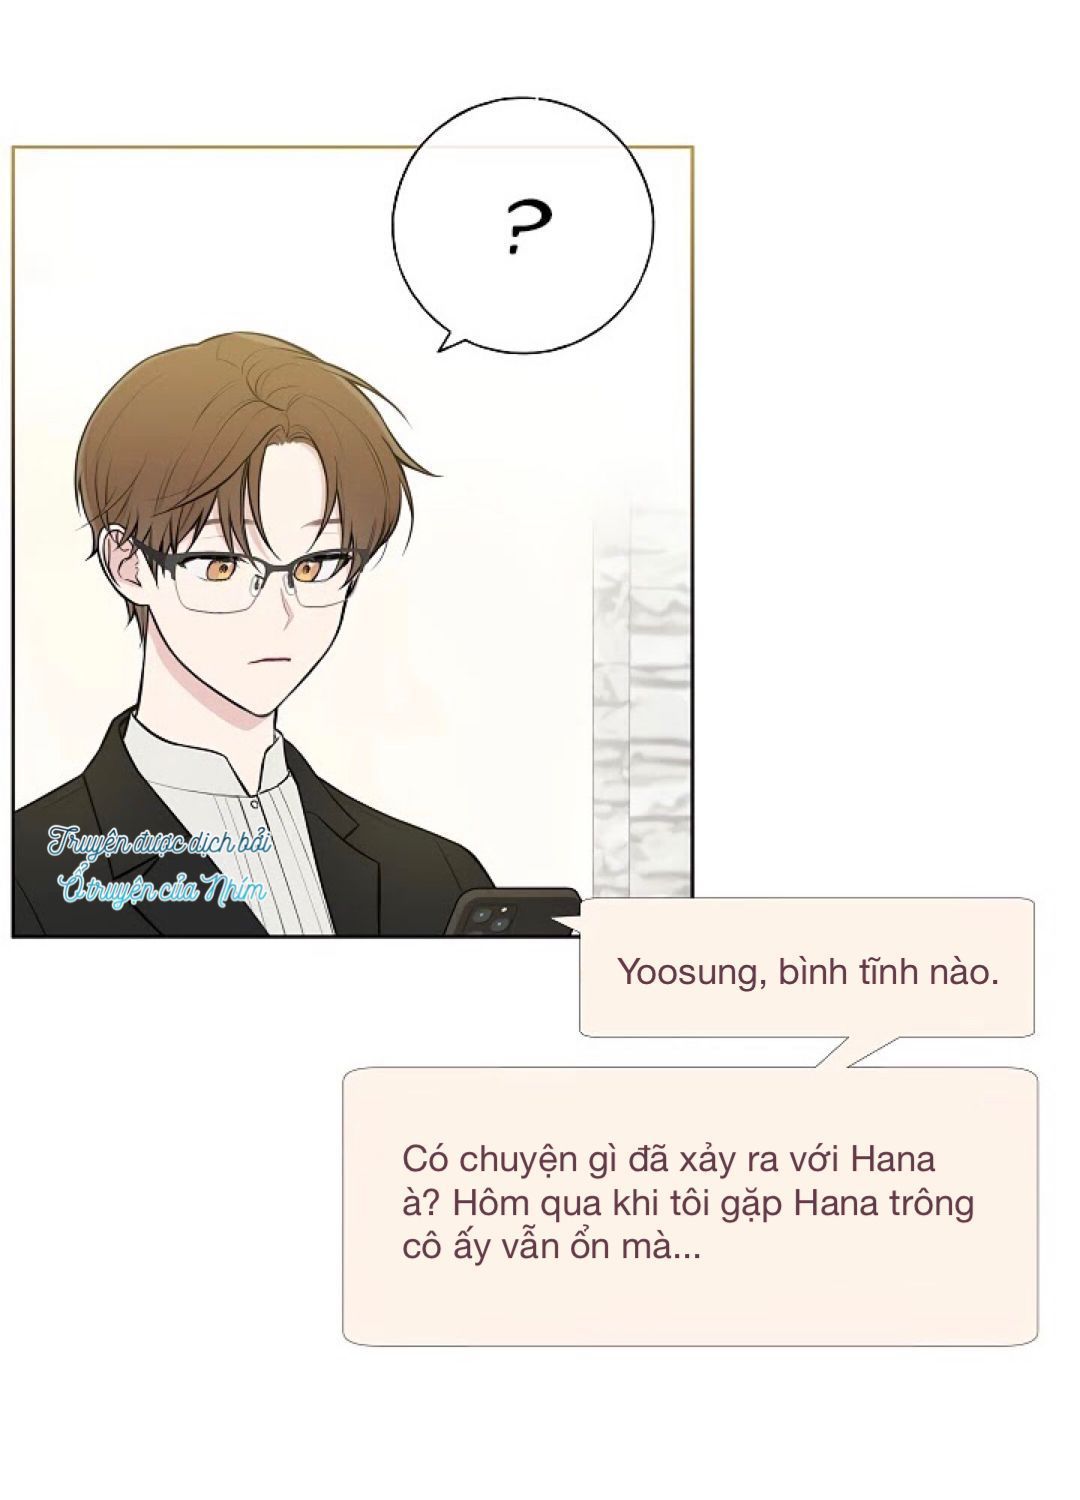 ?
Truyện được dịch bởi
Ổ truyện của Nhím
Yoosung, bình tĩnh nào.
Có chuyện gì đã xảy ra với Hana
à? Hôm qua khi tôi gặp Hana trông
cô ấy vẫn ổn mà...